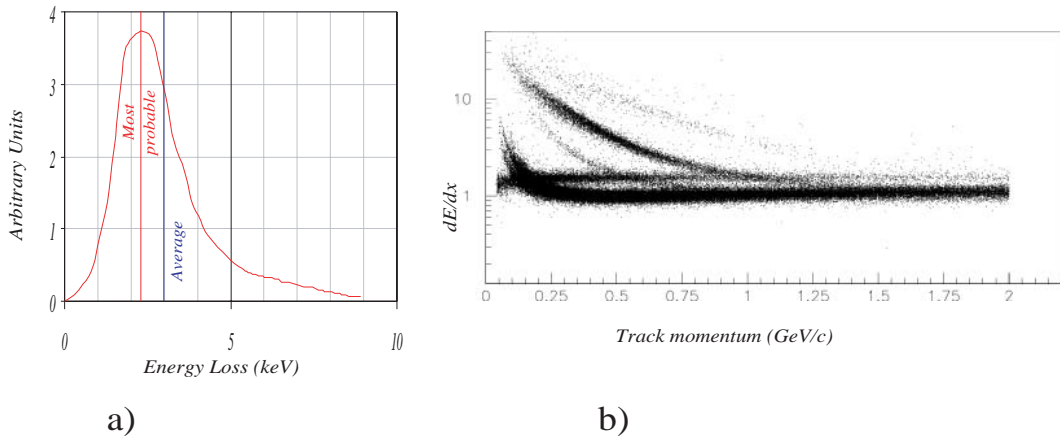 4
3
2
1
0
Arbitrary Units
Most
probable
Average
0
5
10
Energy Loss (keV)
a)
10
1
dE/dx
0
0.25
0.5
0.75
1
1.25
1.5
1.75
2
Track momentum (GeV/c)
b)